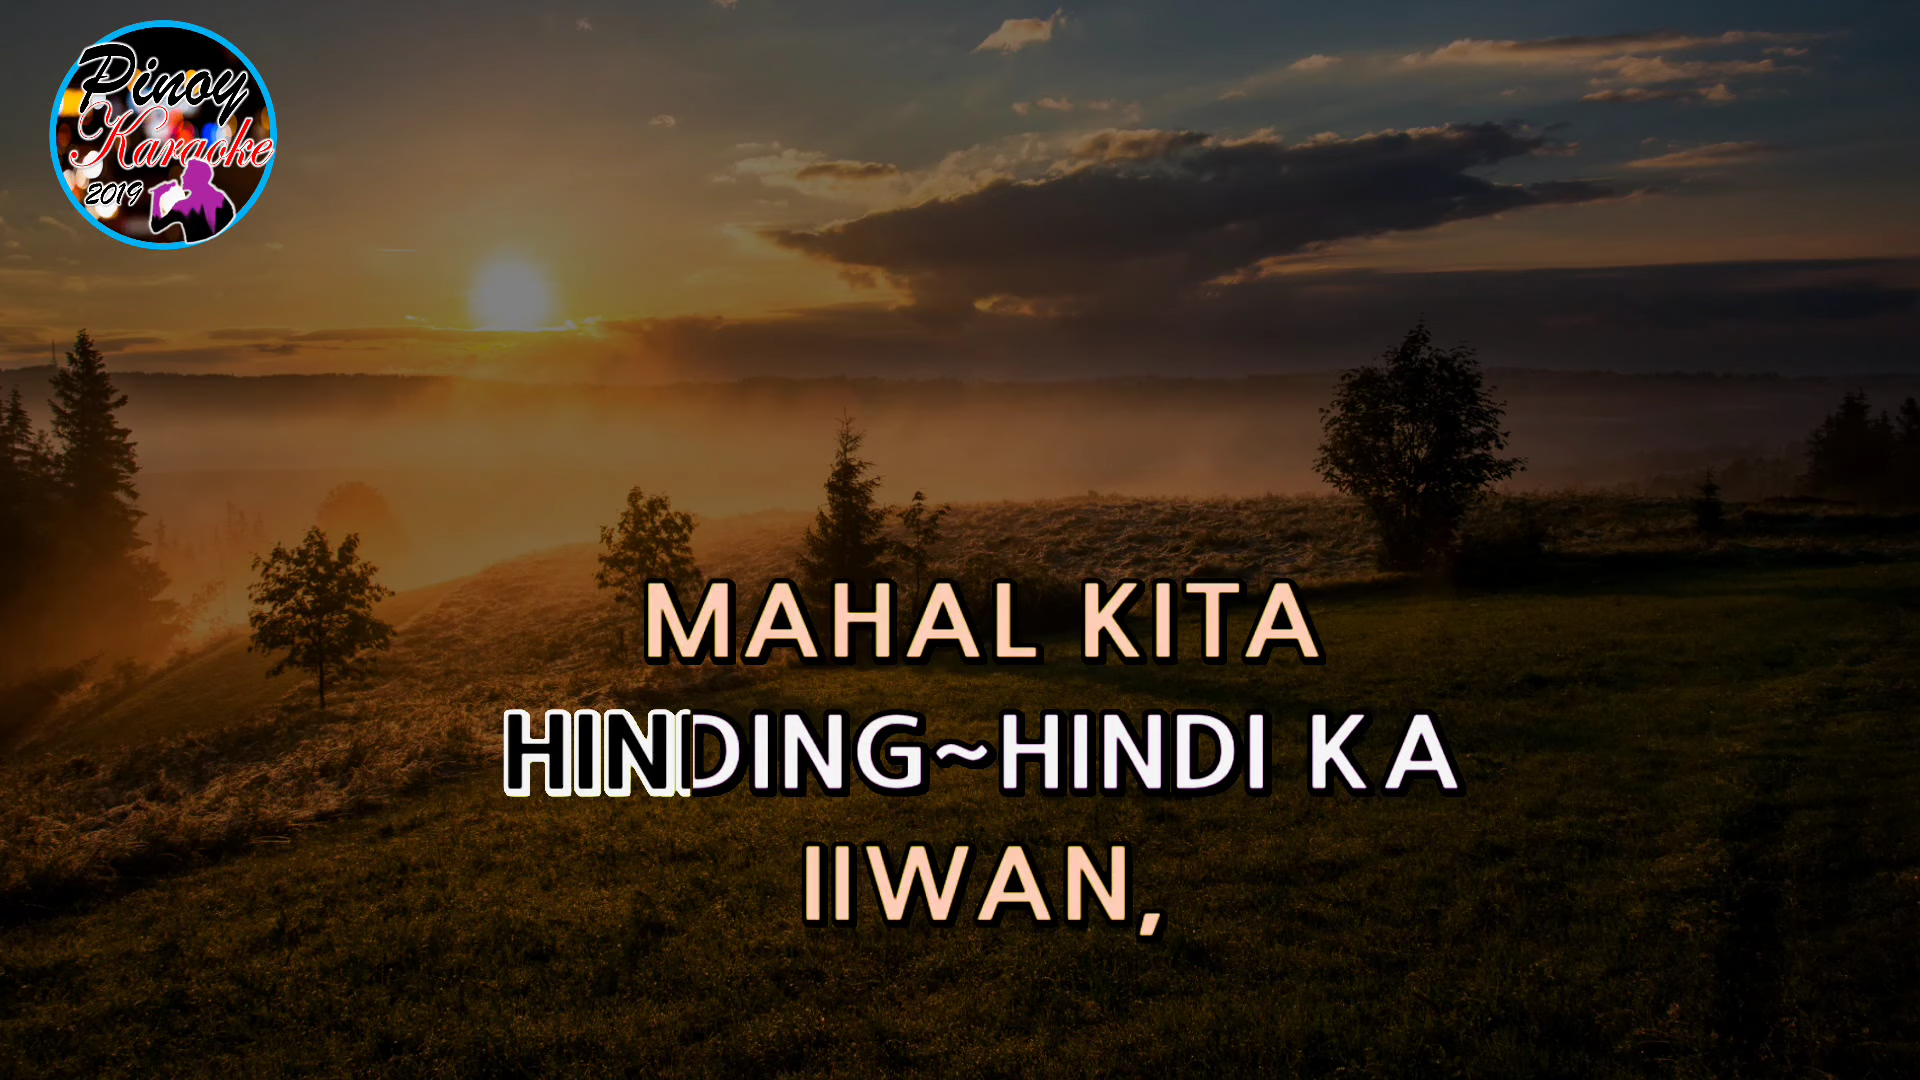 Pinoy
Karaoke
2019
MAHAL KITA
HINDING~HINDI KA
IIWAN,